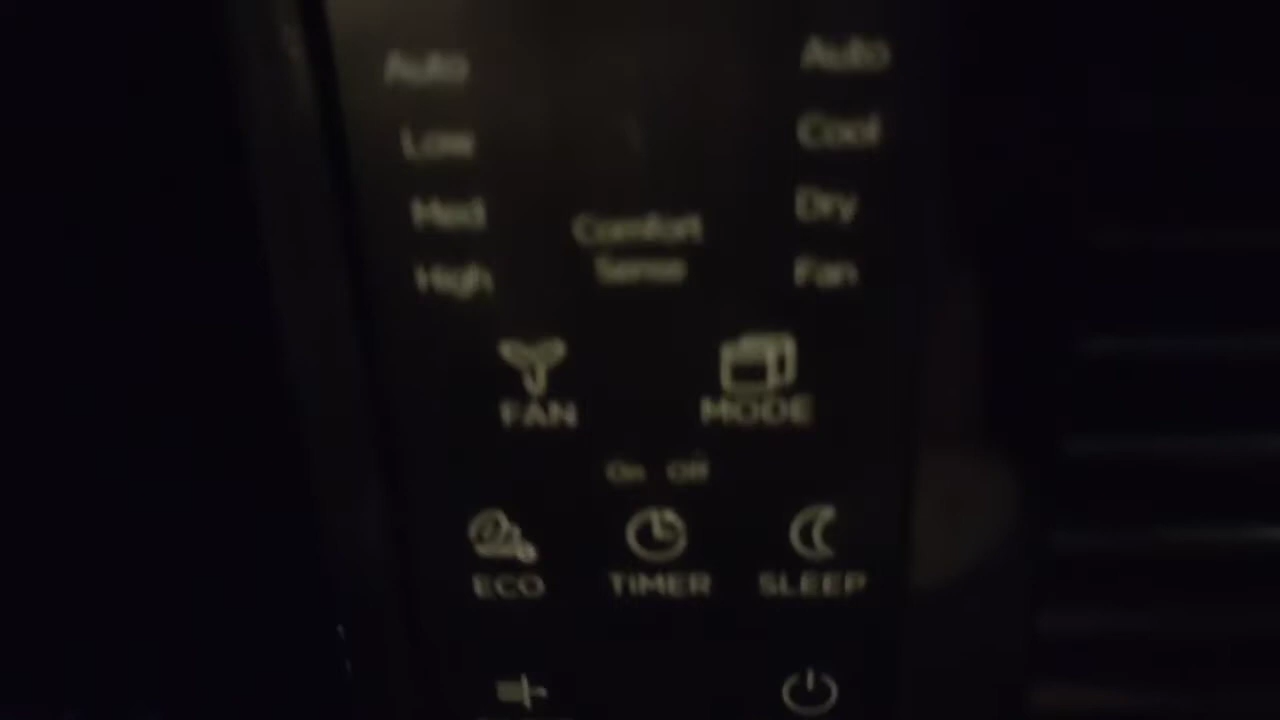 Auto
Low
Med
High
Comfort
Sense
Auto
Cool
Dry
Fan
FAN
MODE
On Off
ECO
TIMER
SLEEP